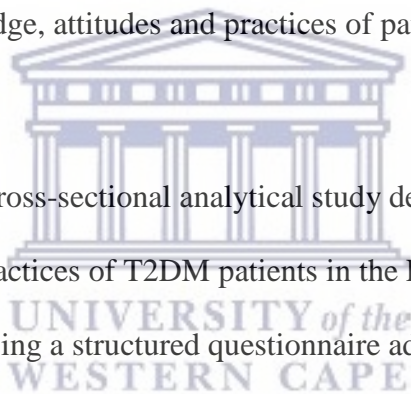 dge, attitudes and practices of pa
ross-sectional analytical study de
actices of T2DM patients in the
UNIVERSITY of the
ing a structured questionnaire ad
WESTERN CAPE